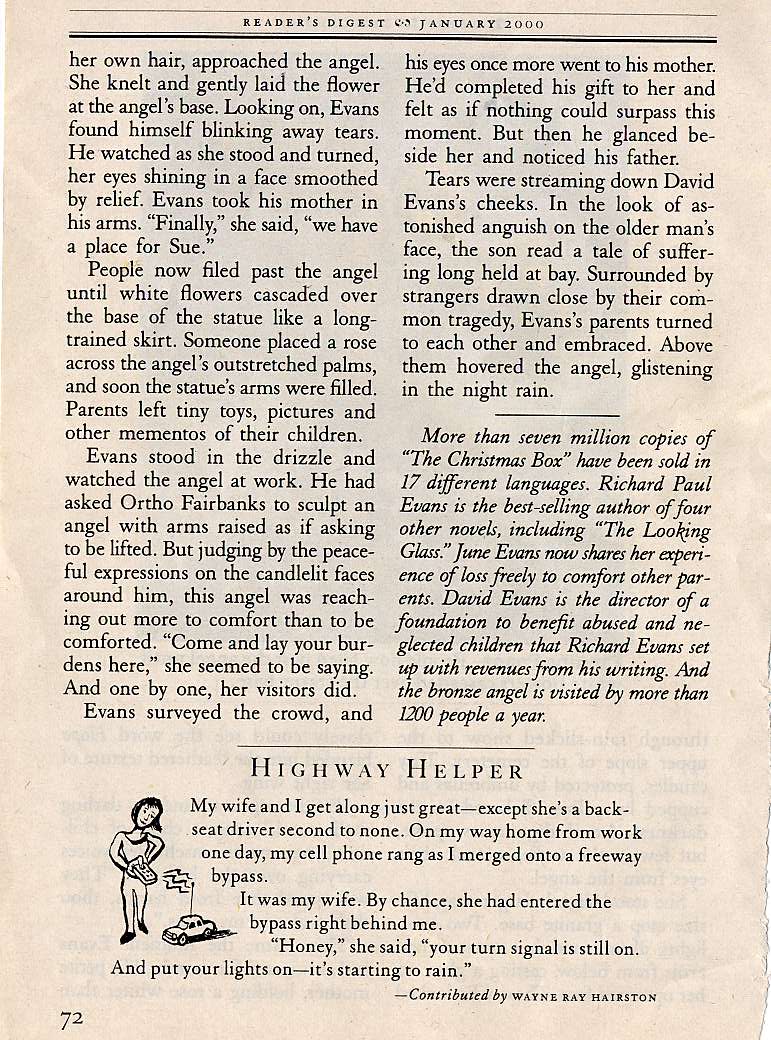 READER'S DIGEST JANUARY 2000
her own hair, approached the angel.
She knelt and gently laid the flower
at the angel's base. Looking on, Evans
found himself blinking away tears.
He watched as she stood and turned,
her eyes shining in a face smoothed
by relief. Evans took his mother in
his arms. “Finally,” she said, “we have
a place for Sue.”
People now filed past the angel
until white flowers cascaded over
the base of the statue like a long-
trained skirt. Someone placed a rose
across the angel's outstretched palms,
and soon the statue's arms were filled.
Parents left tiny toys, pictures and
other mementos of their children.
Evans stood in the drizzle and
watched the angel at work. He had
asked Ortho Fairbanks to sculpt an
angel with arms raised as if asking
to be lifted. But judging by the peace-
ful expressions on the candlelit faces
around him, this angel was reach-
ing out more to comfort than to be
comforted. “Come and lay your bur-
dens here,” she seemed to be saying.
And one by one, her visitors did.
Evans surveyed the crowd, and
his eyes once more went to his mother.
He'd completed his gift to her and
felt as if nothing could surpass this
moment. But then he glanced be-
side her and noticed his father.
Tears were streaming down David
Evans's cheeks. In the look of as-
tonished anguish on the older man's
face, the son read a tale of suffer-
ing long held at bay. Surrounded by
strangers drawn close by their com-
mon tragedy, Evans's parents turned
to each other and embraced. Above
them hovered the angel, glistening
in the night rain.
More than seven million copies of
“The Christmas Box” have been sold in
17 different languages. Richard Paul
Evans is the best-selling author of four
other novels, including “The Looking
Glass.” June Evans now shares her experi-
ence of loss freely to comfort other par-
ents. David Evans is the director of a
foundation to benefit abused and ne-
glected children that Richard Evans set
up with revenues from his writing. And
the bronze angel is visited by more than
1200 people a year.
HIGHWAY HELPER
My wife and I get along just great—except she's a back-
seat driver second to none. On my way home from work
one day, my cell phone rang as I merged onto a freeway
bypass.
It was my wife. By chance, she had entered the
bypass right behind me.
“Honey,” she said, “your turn signal is still on.
And put your lights on—it's starting to rain.”
—Contributed by WAYNE RAY HAIRSTON
72